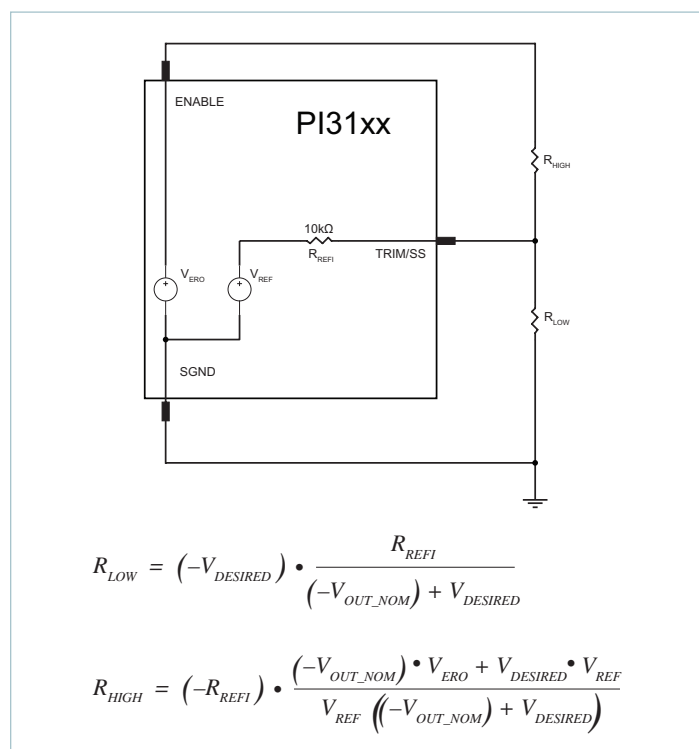 ENABLE
PI31xx
R_HIGH
10kΩ
R_REFI
TRIM/SS
V_ERO
V_REF
R_LOW
SGND
R_LOW = (–V_DESIRED) • R_REFI / ((–V_OUT_NOM) + V_DESIRED)
R_HIGH = (–R_REFI) • ((–V_OUT_NOM) • V_ERO + V_DESIRED • V_REF) / (V_REF ((–V_OUT_NOM) + V_DESIRED))